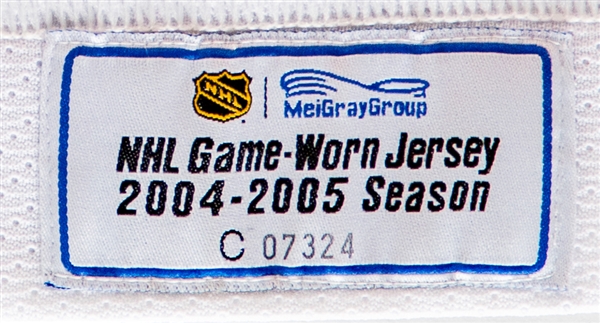 NHL
MeiGrayGroup
NHL Game-Worn Jersey
2004-2005 Season
C 07324